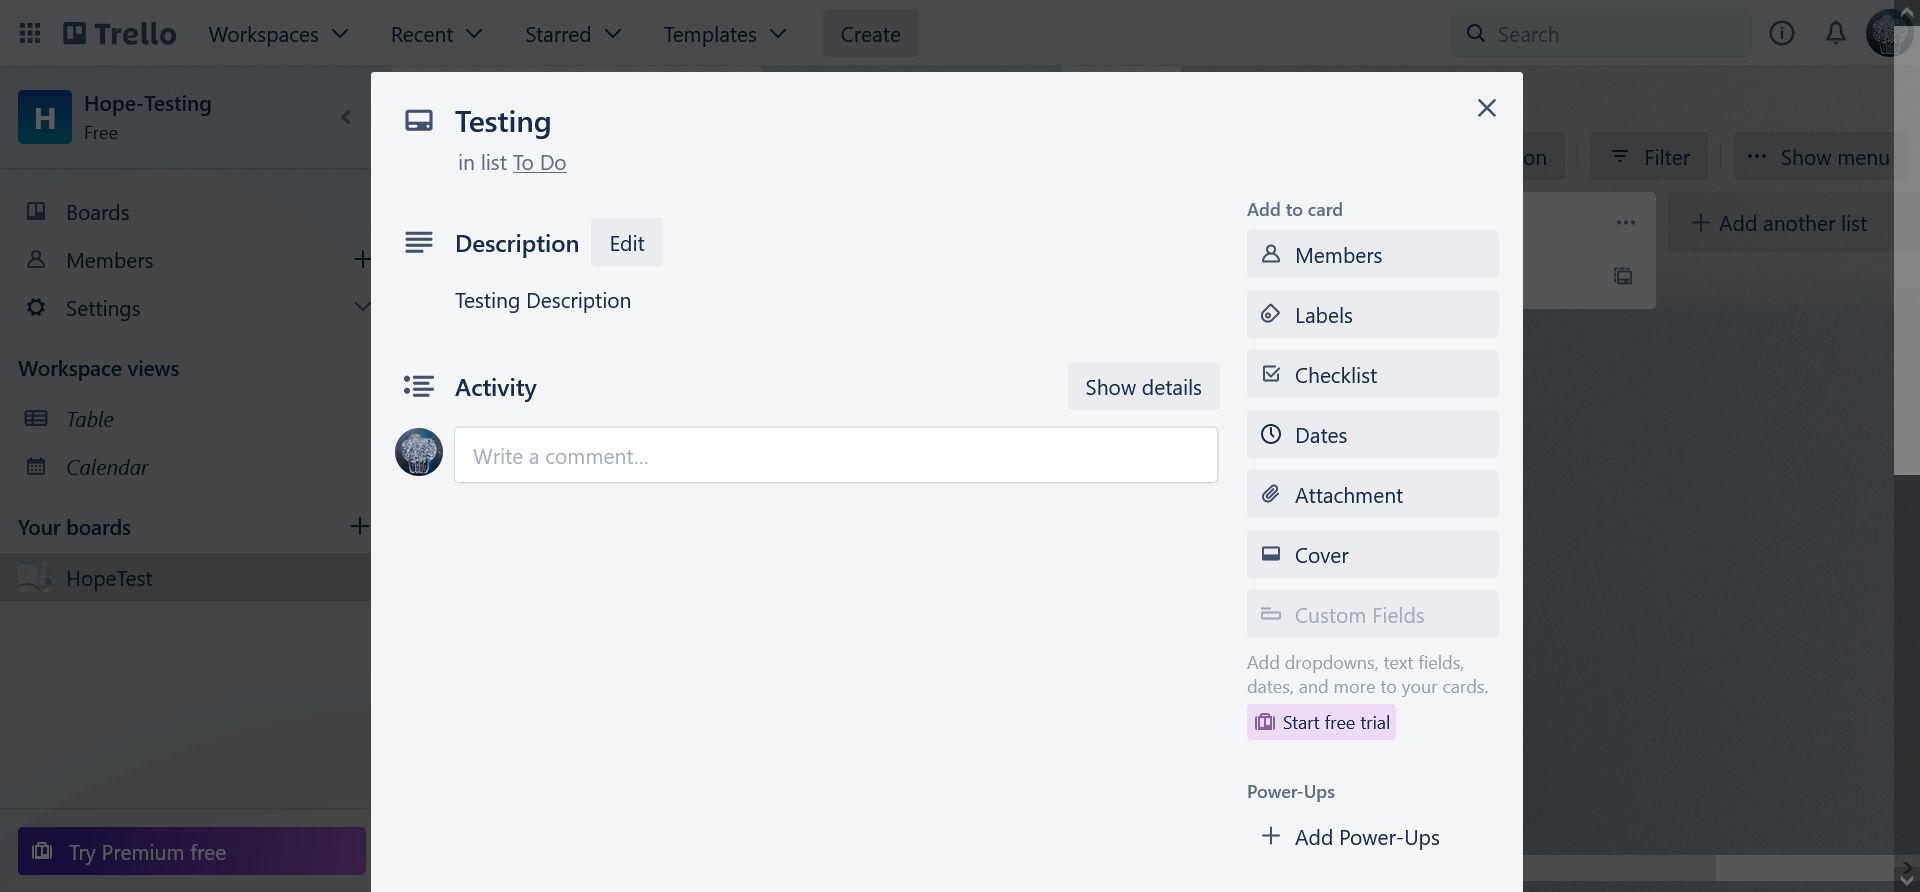 Trello
Workspaces
Recent
Starred
Templates
Create
Search
H
Hope-Testing
Free
Boards
Members
Settings
Workspace views
Table
Calendar
Your boards
HopeTest
Try Premium free
Testing
in list To Do
Description
Edit
Testing Description
Activity
Show details
Write a comment…
Add to card
Members
Labels
Checklist
Dates
Attachment
Cover
Custom Fields
Add dropdowns, text fields,
dates, and more to your cards.
Start free trial
Power-Ups
Add Power-Ups
on
Filter
Show menu
Add another list